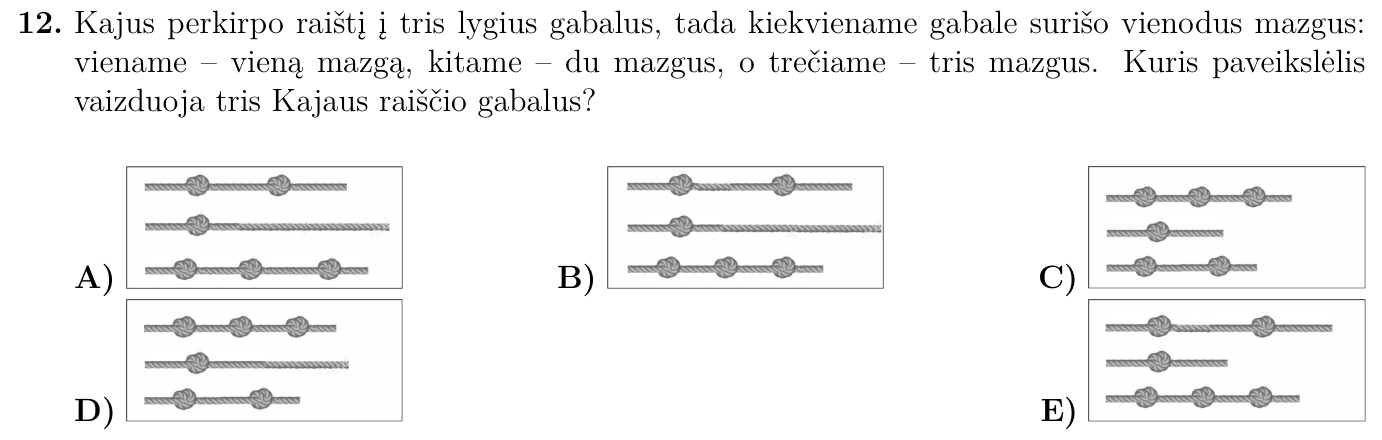 12. Kajus perkirpo raištį į tris lygius gabalus, tada kiekviename gabale surišo vienodus mazgus:
viename – vieną mazgą, kitame – du mazgus, o trečiame – tris mazgus. Kuris paveikslėlis
vaizduoja tris Kajaus raiščio gabalus?
A) B) C)
D) E)